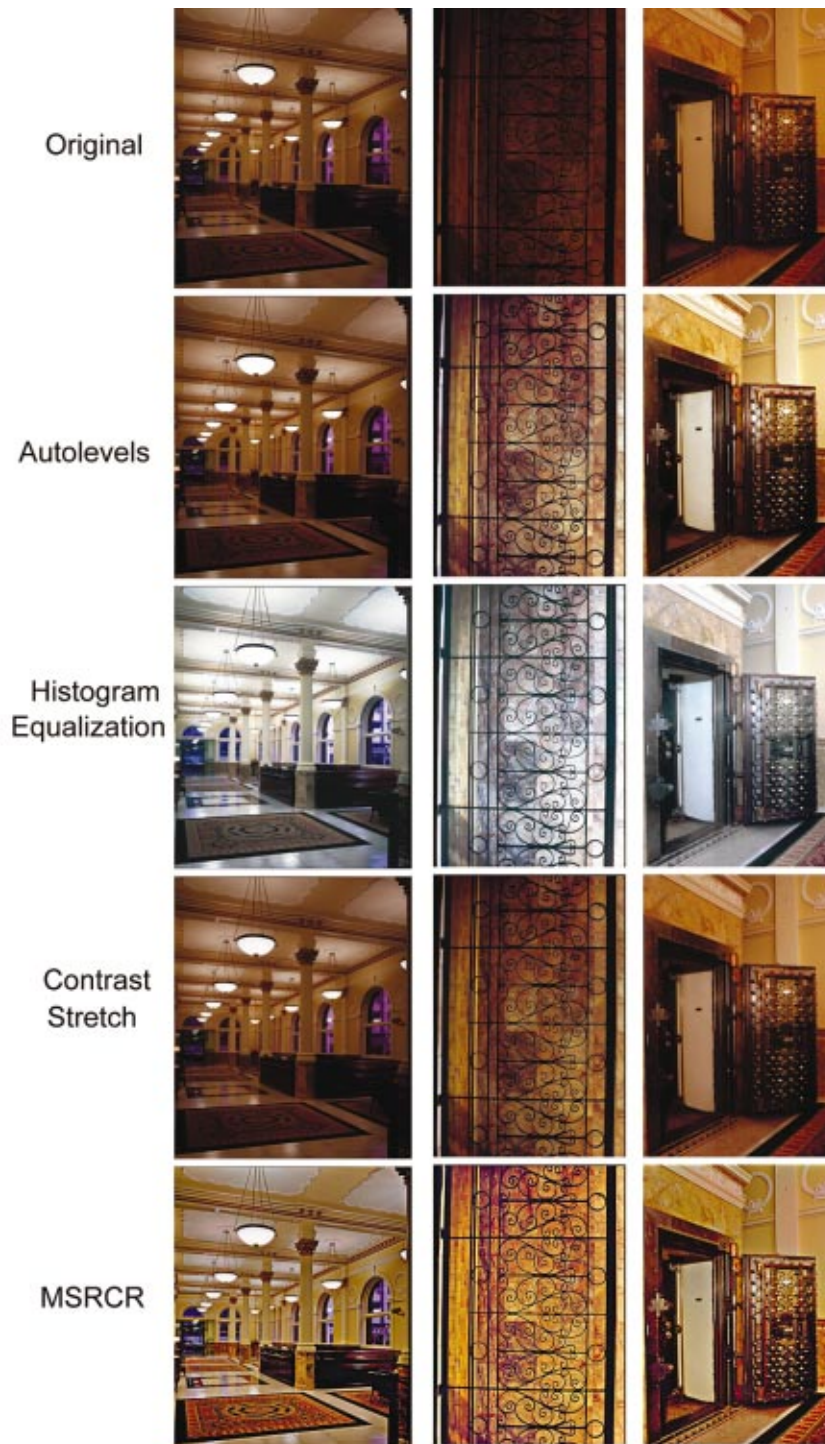 Original
Autolevels
Histogram
Equalization
Contrast
Stretch
MSRCR